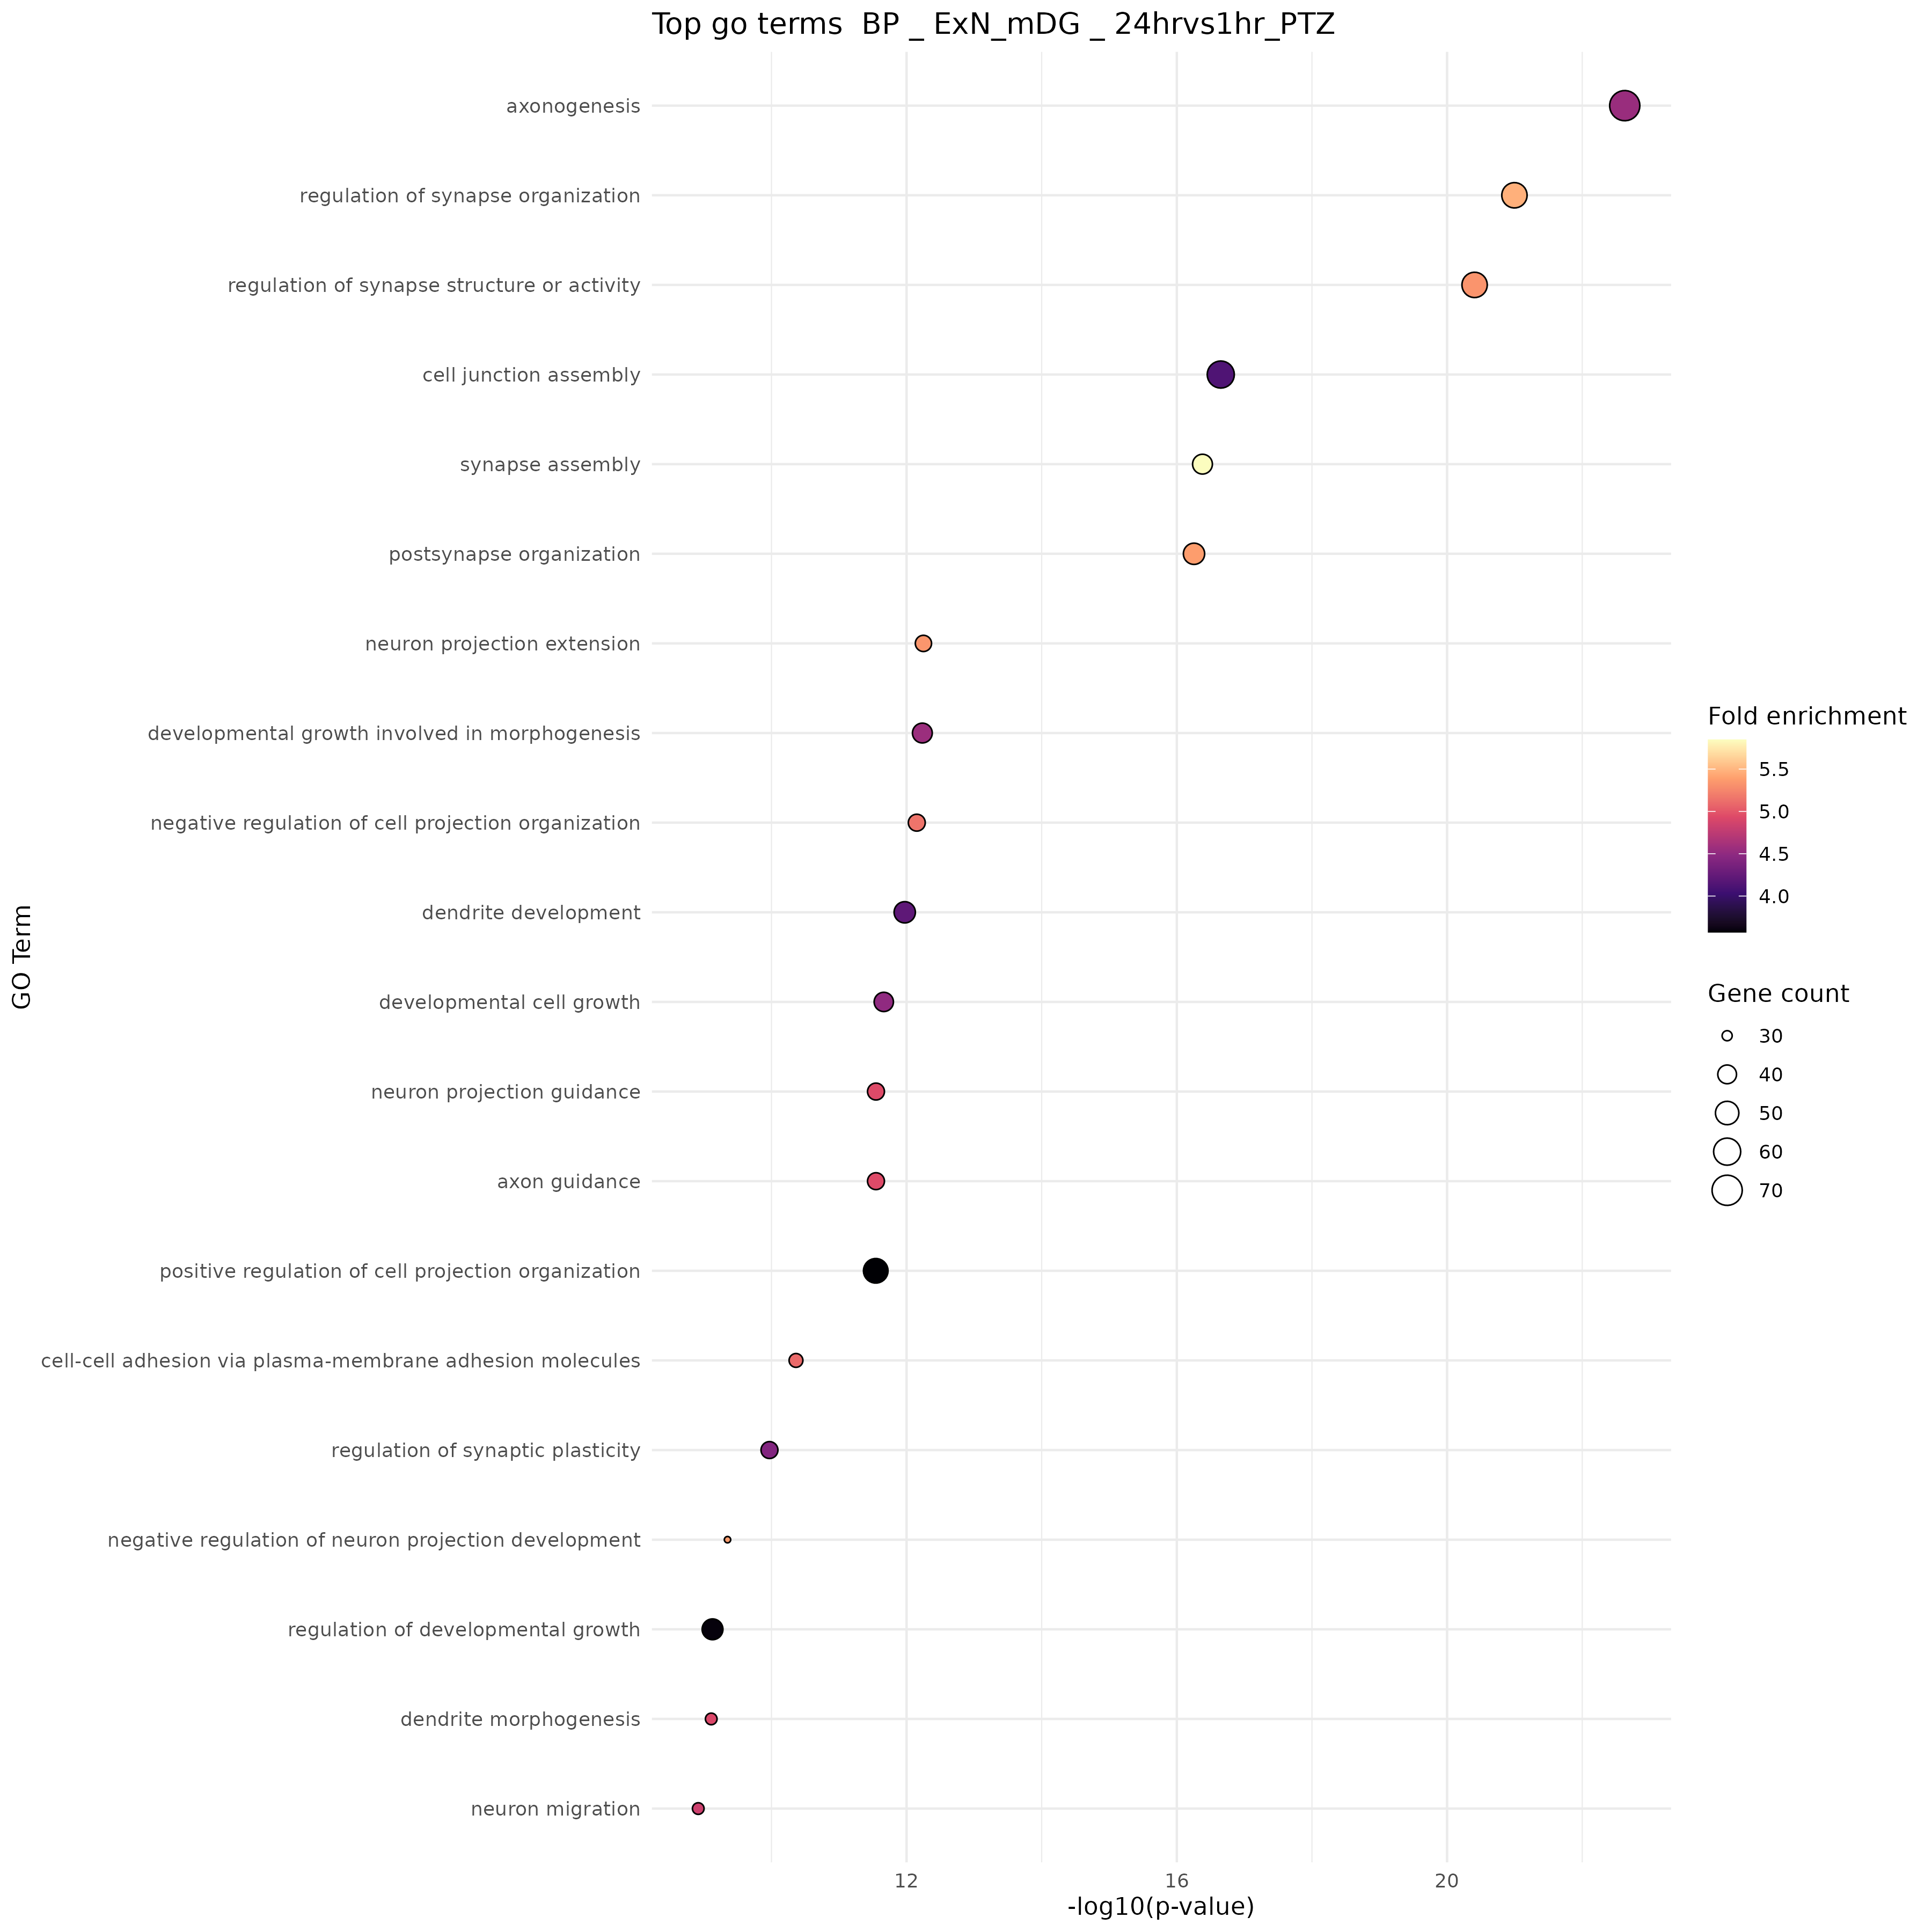 Top go terms  BP _ ExN_mDG _ 24hrvs1hr_PTZ
axonogenesis
regulation of synapse organization
regulation of synapse structure or activity
cell junction assembly
synapse assembly
postsynapse organization
neuron projection extension
developmental growth involved in morphogenesis
negative regulation of cell projection organization
dendrite development
developmental cell growth
neuron projection guidance
axon guidance
positive regulation of cell projection organization
cell-cell adhesion via plasma-membrane adhesion molecules
regulation of synaptic plasticity
negative regulation of neuron projection development
regulation of developmental growth
dendrite morphogenesis
neuron migration
GO Term
12
16
20
-log10(p-value)
Fold enrichment
5.5
5.0
4.5
4.0
Gene count
30
40
50
60
70